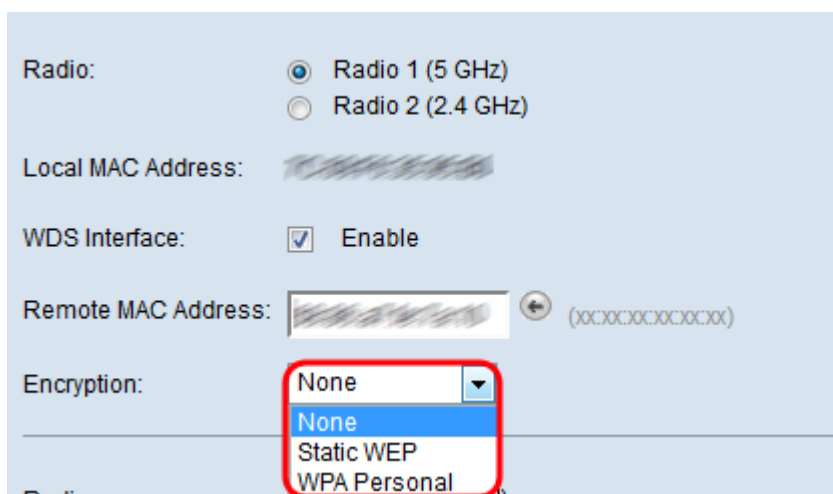 Radio: Radio 1 (5 GHz)
Radio 2 (2.4 GHz)
Local MAC Address:
WDS Interface: Enable
Remote MAC Address: (xx:xx:xx:xx:xx:xx)
Encryption: None
None
Static WEP
WPA Personal